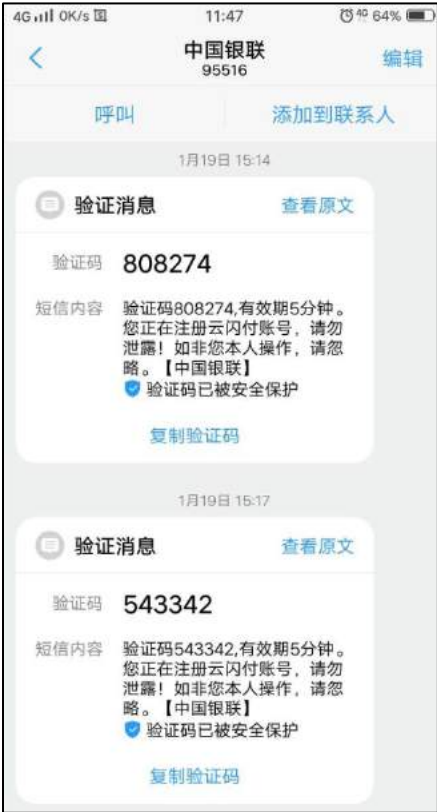 4G 0K/s 11:47 4G 64%
中国银联
95516
编辑
呼叫 添加到联系人
1月19日 15:14
验证消息 查看原文
验证码 808274
短信内容 验证码808274,有效期5分钟。
您正在注册云闪付账号，请勿
泄露！如非您本人操作，请忽
略。【中国银联】
验证码已被安全保护
复制验证码
1月19日 15:17
验证消息 查看原文
验证码 543342
短信内容 验证码543342,有效期5分钟。
您正在注册云闪付账号，请勿
泄露！如非您本人操作，请忽
略。【中国银联】
验证码已被安全保护
复制验证码